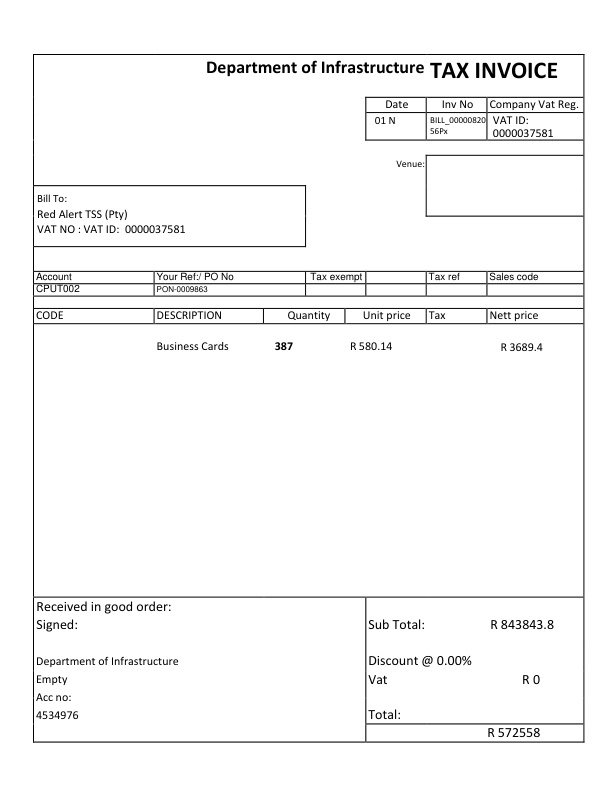 Department of Infrastructure TAX INVOICE
Date Inv No Company Vat Reg.
01 N BILL_00000820 VAT ID:
56Px 0000037581
Venue:
Bill To:
Red Alert TSS (Pty)
VAT NO : VAT ID: 0000037581
Account Your Ref:/ PO No Tax exempt Tax ref Sales code
CPUT002 PON-0009863
CODE DESCRIPTION Quantity Unit price Tax Nett price
Business Cards 387 R 580.14 R 3689.4
Received in good order:
Signed: Sub Total: R 843843.8
Department of Infrastructure Discount @ 0.00%
Empty Vat R 0
Acc no:
4534976 Total:
R 572558